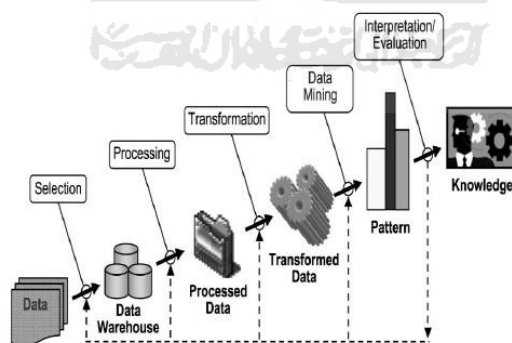 Interpretation/
Evaluation
Data
Mining
Transformation
Processing
Selection
Data
Data
Warehouse
Processed
Data
Transformed
Data
Pattern
Knowledge